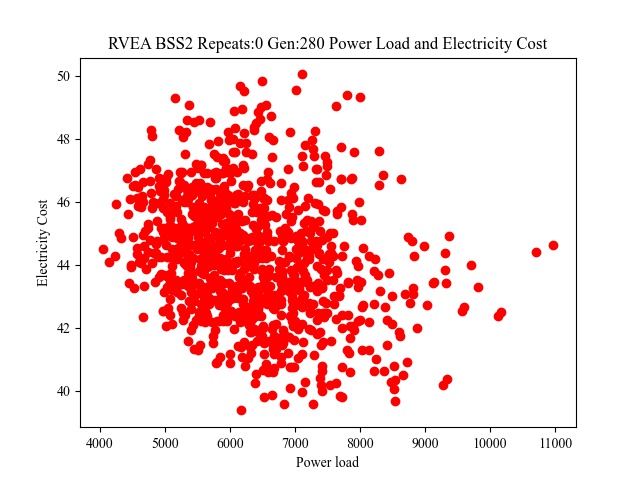 RVEA BSS2 Repeats:0 Gen:280 Power Load and Electricity Cost
50
48
46
44
42
40
Electricity Cost
4000 5000 6000 7000 8000 9000 10000 11000
Power load